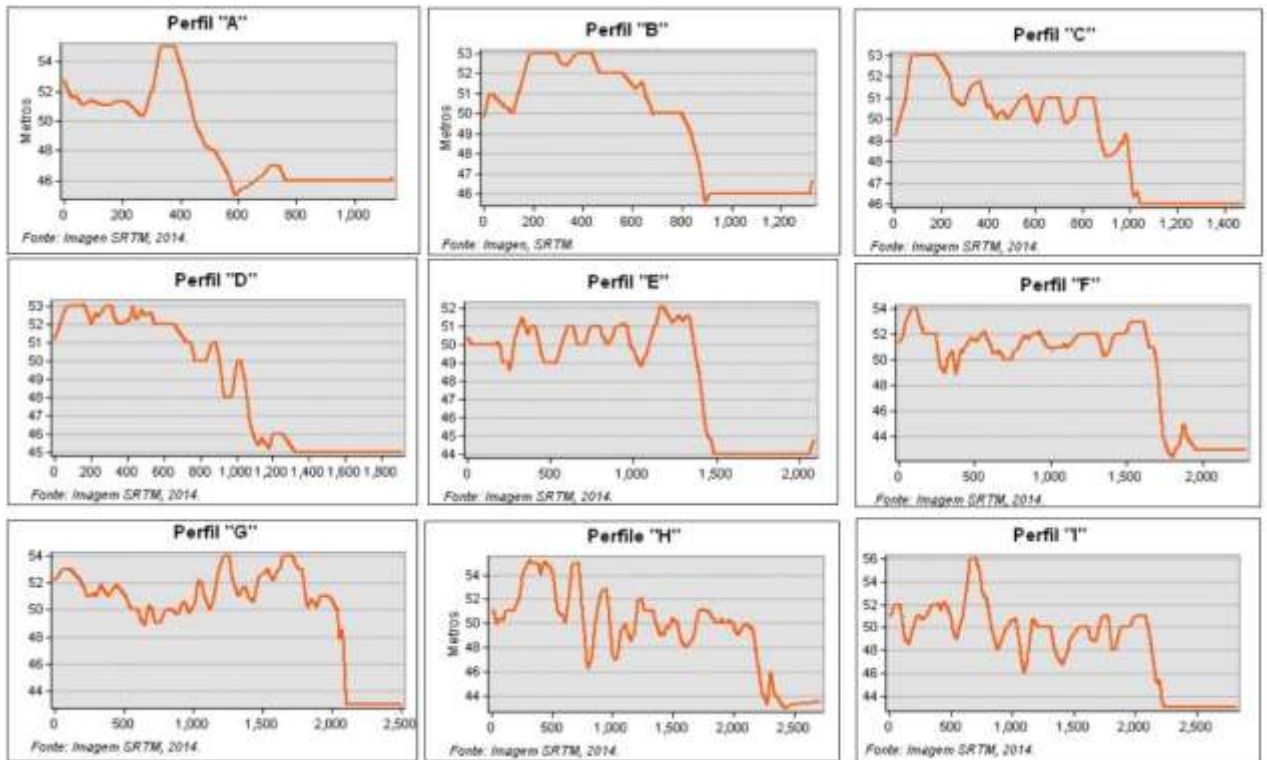 Perfil "A"
Metros
54
52
50
48
46
0 200 400 600 800 1,000
Fonte: Imagen SRTM, 2014.
Perfil "B"
Metros
53
52
51
50
49
48
47
46
0 200 400 600 800 1,000 1,200
Fonte: Imagen, SRTM.
Perfil "C"
53
52
51
50
49
48
47
46
0 200 400 600 800 1,000 1,200 1,400
Fonte: Imagem SRTM, 2014.
Perfil "D"
53
52
51
50
49
48
47
46
45
0 200 400 600 800 1,000 1,200 1,400 1,600 1,800
Fonte: Imagem SRTM, 2014.
Perfil "E"
52
51
50
49
48
47
46
45
44
0 500 1,000 1,500 2,000
Fonte: Imagem SRTM, 2014.
Perfil "F"
54
52
50
48
46
44
0 500 1,000 1,500 2,000
Fonte: Imagem SRTM, 2014.
Perfil "G"
54
52
50
48
46
44
0 500 1,000 1,500 2,000 2,500
Fonte: Imagem SRTM, 2014.
Perfile "H"
Metros
54
52
50
48
46
44
0 500 1,000 1,500 2,000 2,500
Fonte: Imagem SRTM, 2014.
Perfil "I"
56
54
52
50
48
46
44
0 500 1,000 1,500 2,000 2,500
Fonte: Imagem SRTM, 2014.